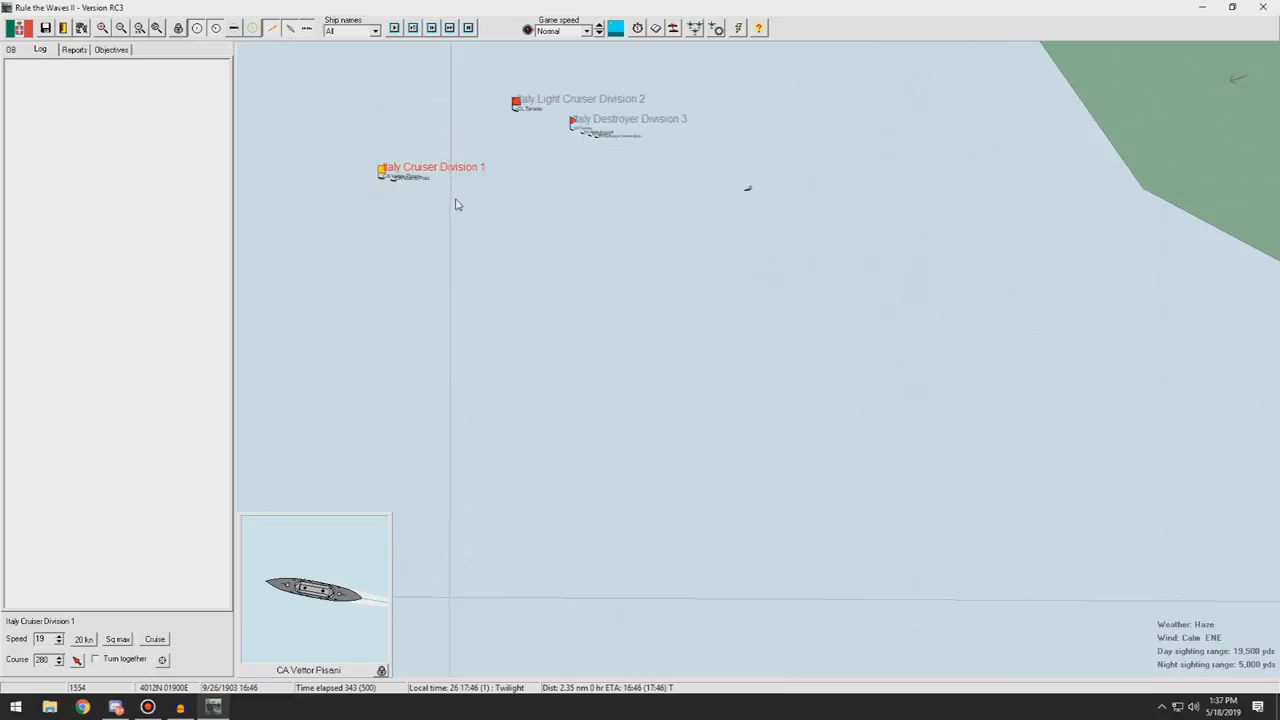 Rule the Waves II - Version RC3
Ship names
All
Game speed
Normal
OB Log Reports Objectives
Italy Light Cruiser Division 2
CL Taranto
Italy Destroyer Division 3
Italy Cruiser Division 1
CA Vettor Pisani
CA Vettor Pisani
Weather: Haze
Wind: Calm ENE
Day sighting range: 19,500 yds
Night sighting range: 5,000 yds
Italy Cruiser Division 1
Speed 19 20 kn Sq max Cruise
Course 280 Turn together
1554 4012N 01900E 9/26/1903 16:46 Time elapsed 343 (500) Local time: 26 17:46 (1) : Twilight Dist: 2.35 nm 0 hr ETA: 16:46 (17:46) T
1:37 PM
5/18/2019